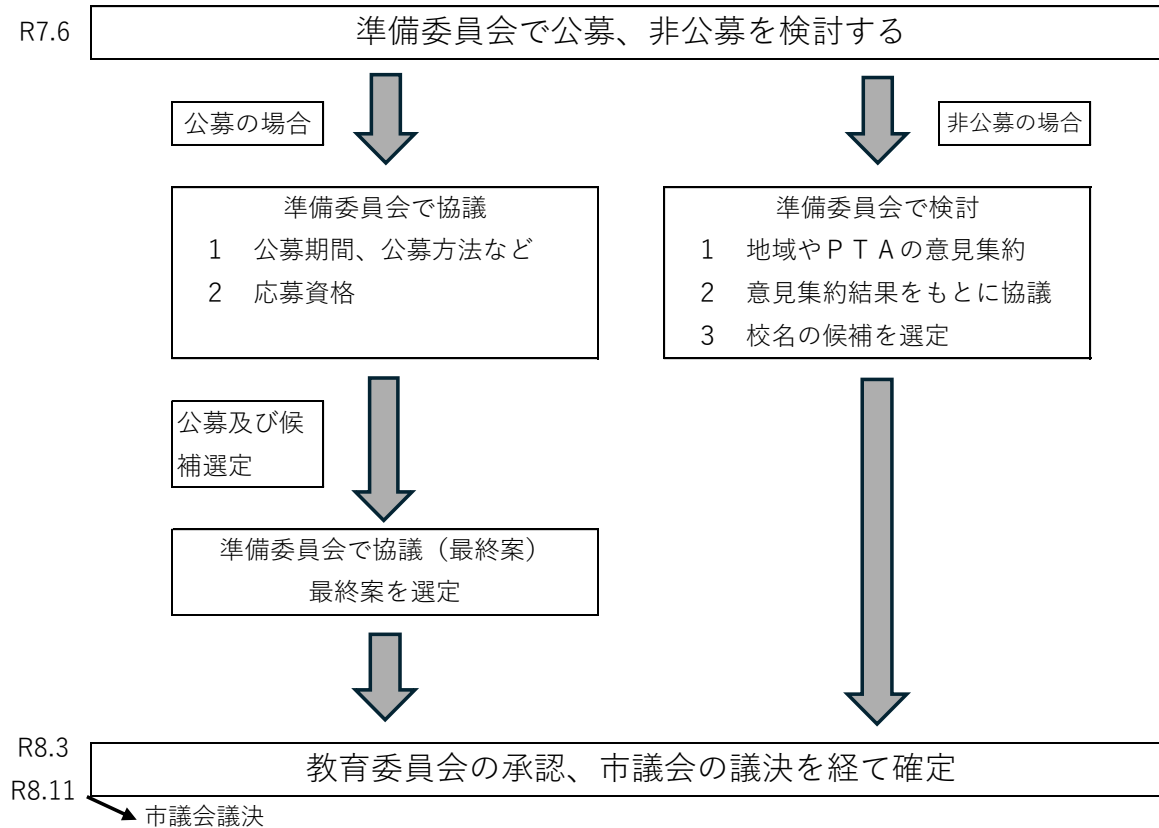 R7.6
準備委員会で公募、非公募を検討する
公募の場合
非公募の場合
準備委員会で協議
1 公募期間、公募方法など
2 応募資格
準備委員会で検討
1 地域やＰＴＡの意見集約
2 意見集約結果をもとに協議
3 校名の候補を選定
公募及び候
補選定
準備委員会で協議（最終案）
最終案を選定
R8.3
教育委員会の承認、市議会の議決を経て確定
R8.11
市議会議決